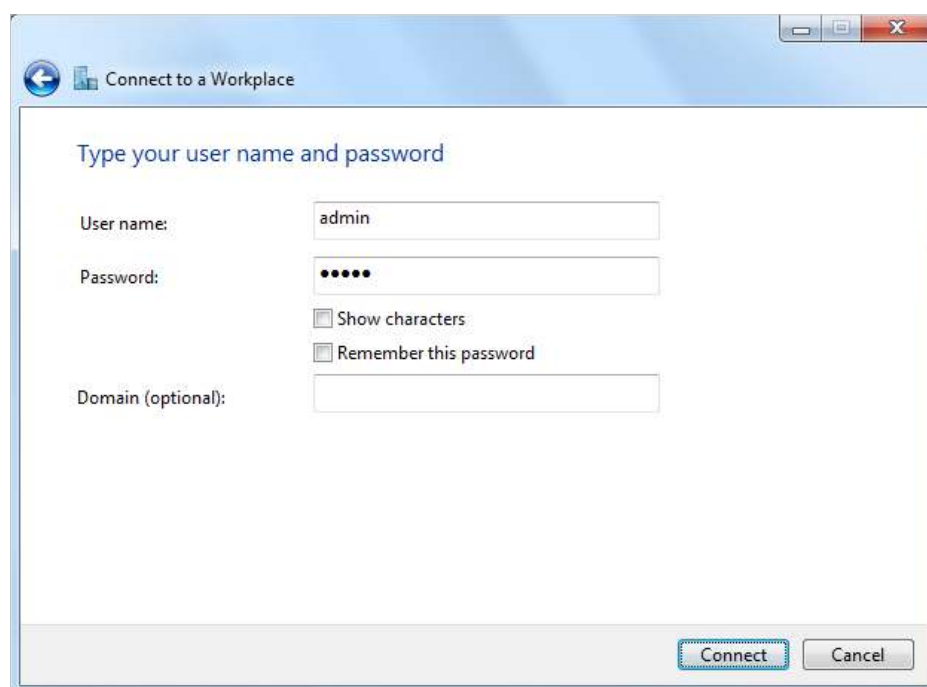 Connect to a Workplace
Type your user name and password
User name: admin
Password: •••••
Show characters
Remember this password
Domain (optional):
Connect Cancel